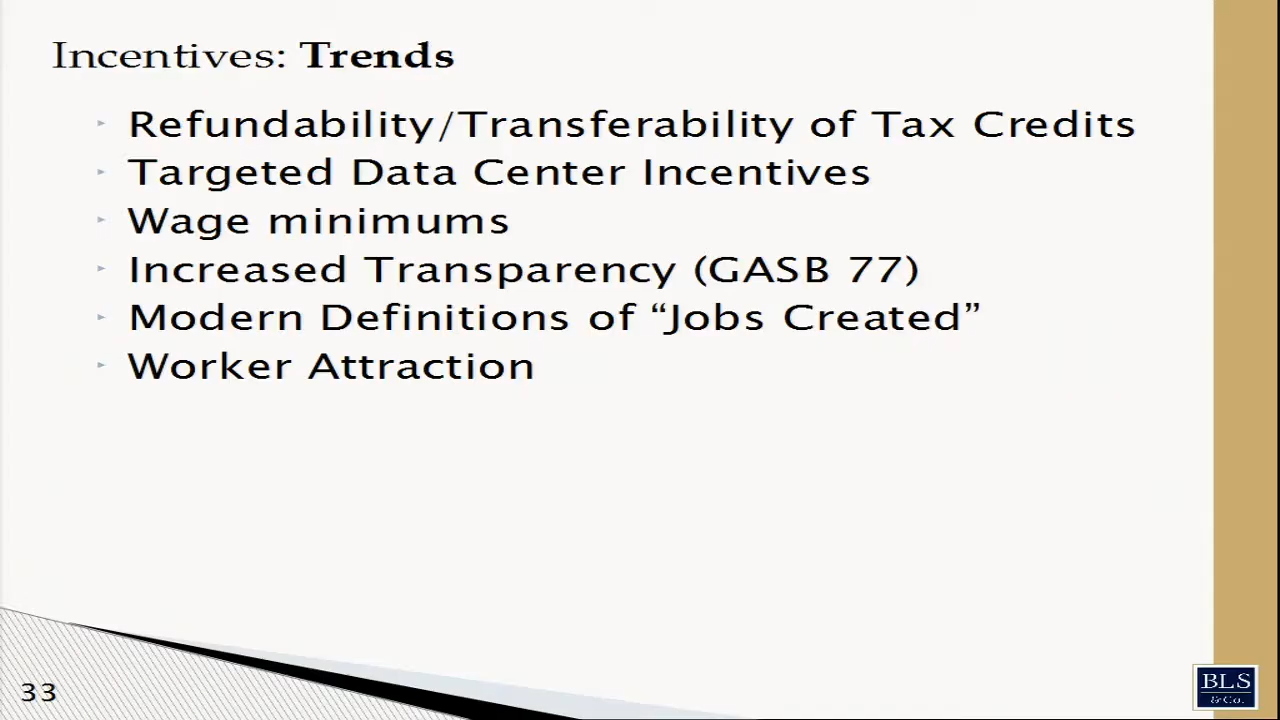 Incentives: Trends
Refundability/Transferability of Tax Credits
Targeted Data Center Incentives
Wage minimums
Increased Transparency (GASB 77)
Modern Definitions of “Jobs Created”
Worker Attraction
33
BLS
& Co.